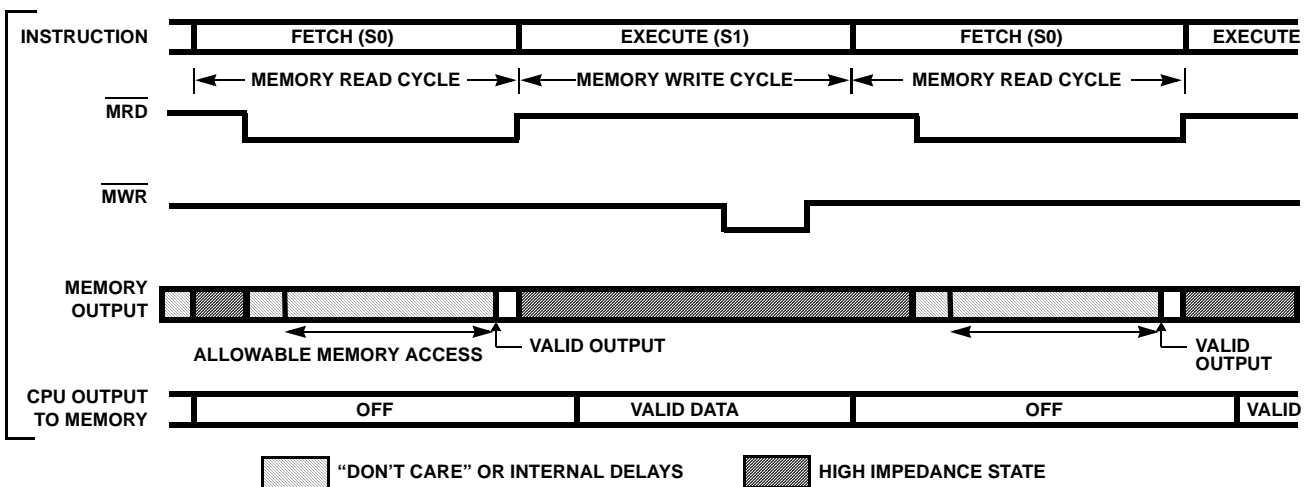 INSTRUCTION FETCH (S0) EXECUTE (S1) FETCH (S0) EXECUTE
MEMORY READ CYCLE MEMORY WRITE CYCLE MEMORY READ CYCLE
MRD
MWR
MEMORY
OUTPUT
ALLOWABLE MEMORY ACCESS
VALID OUTPUT
VALID
OUTPUT
CPU OUTPUT
TO MEMORY
OFF VALID DATA OFF VALID
“DON'T CARE” OR INTERNAL DELAYS HIGH IMPEDANCE STATE